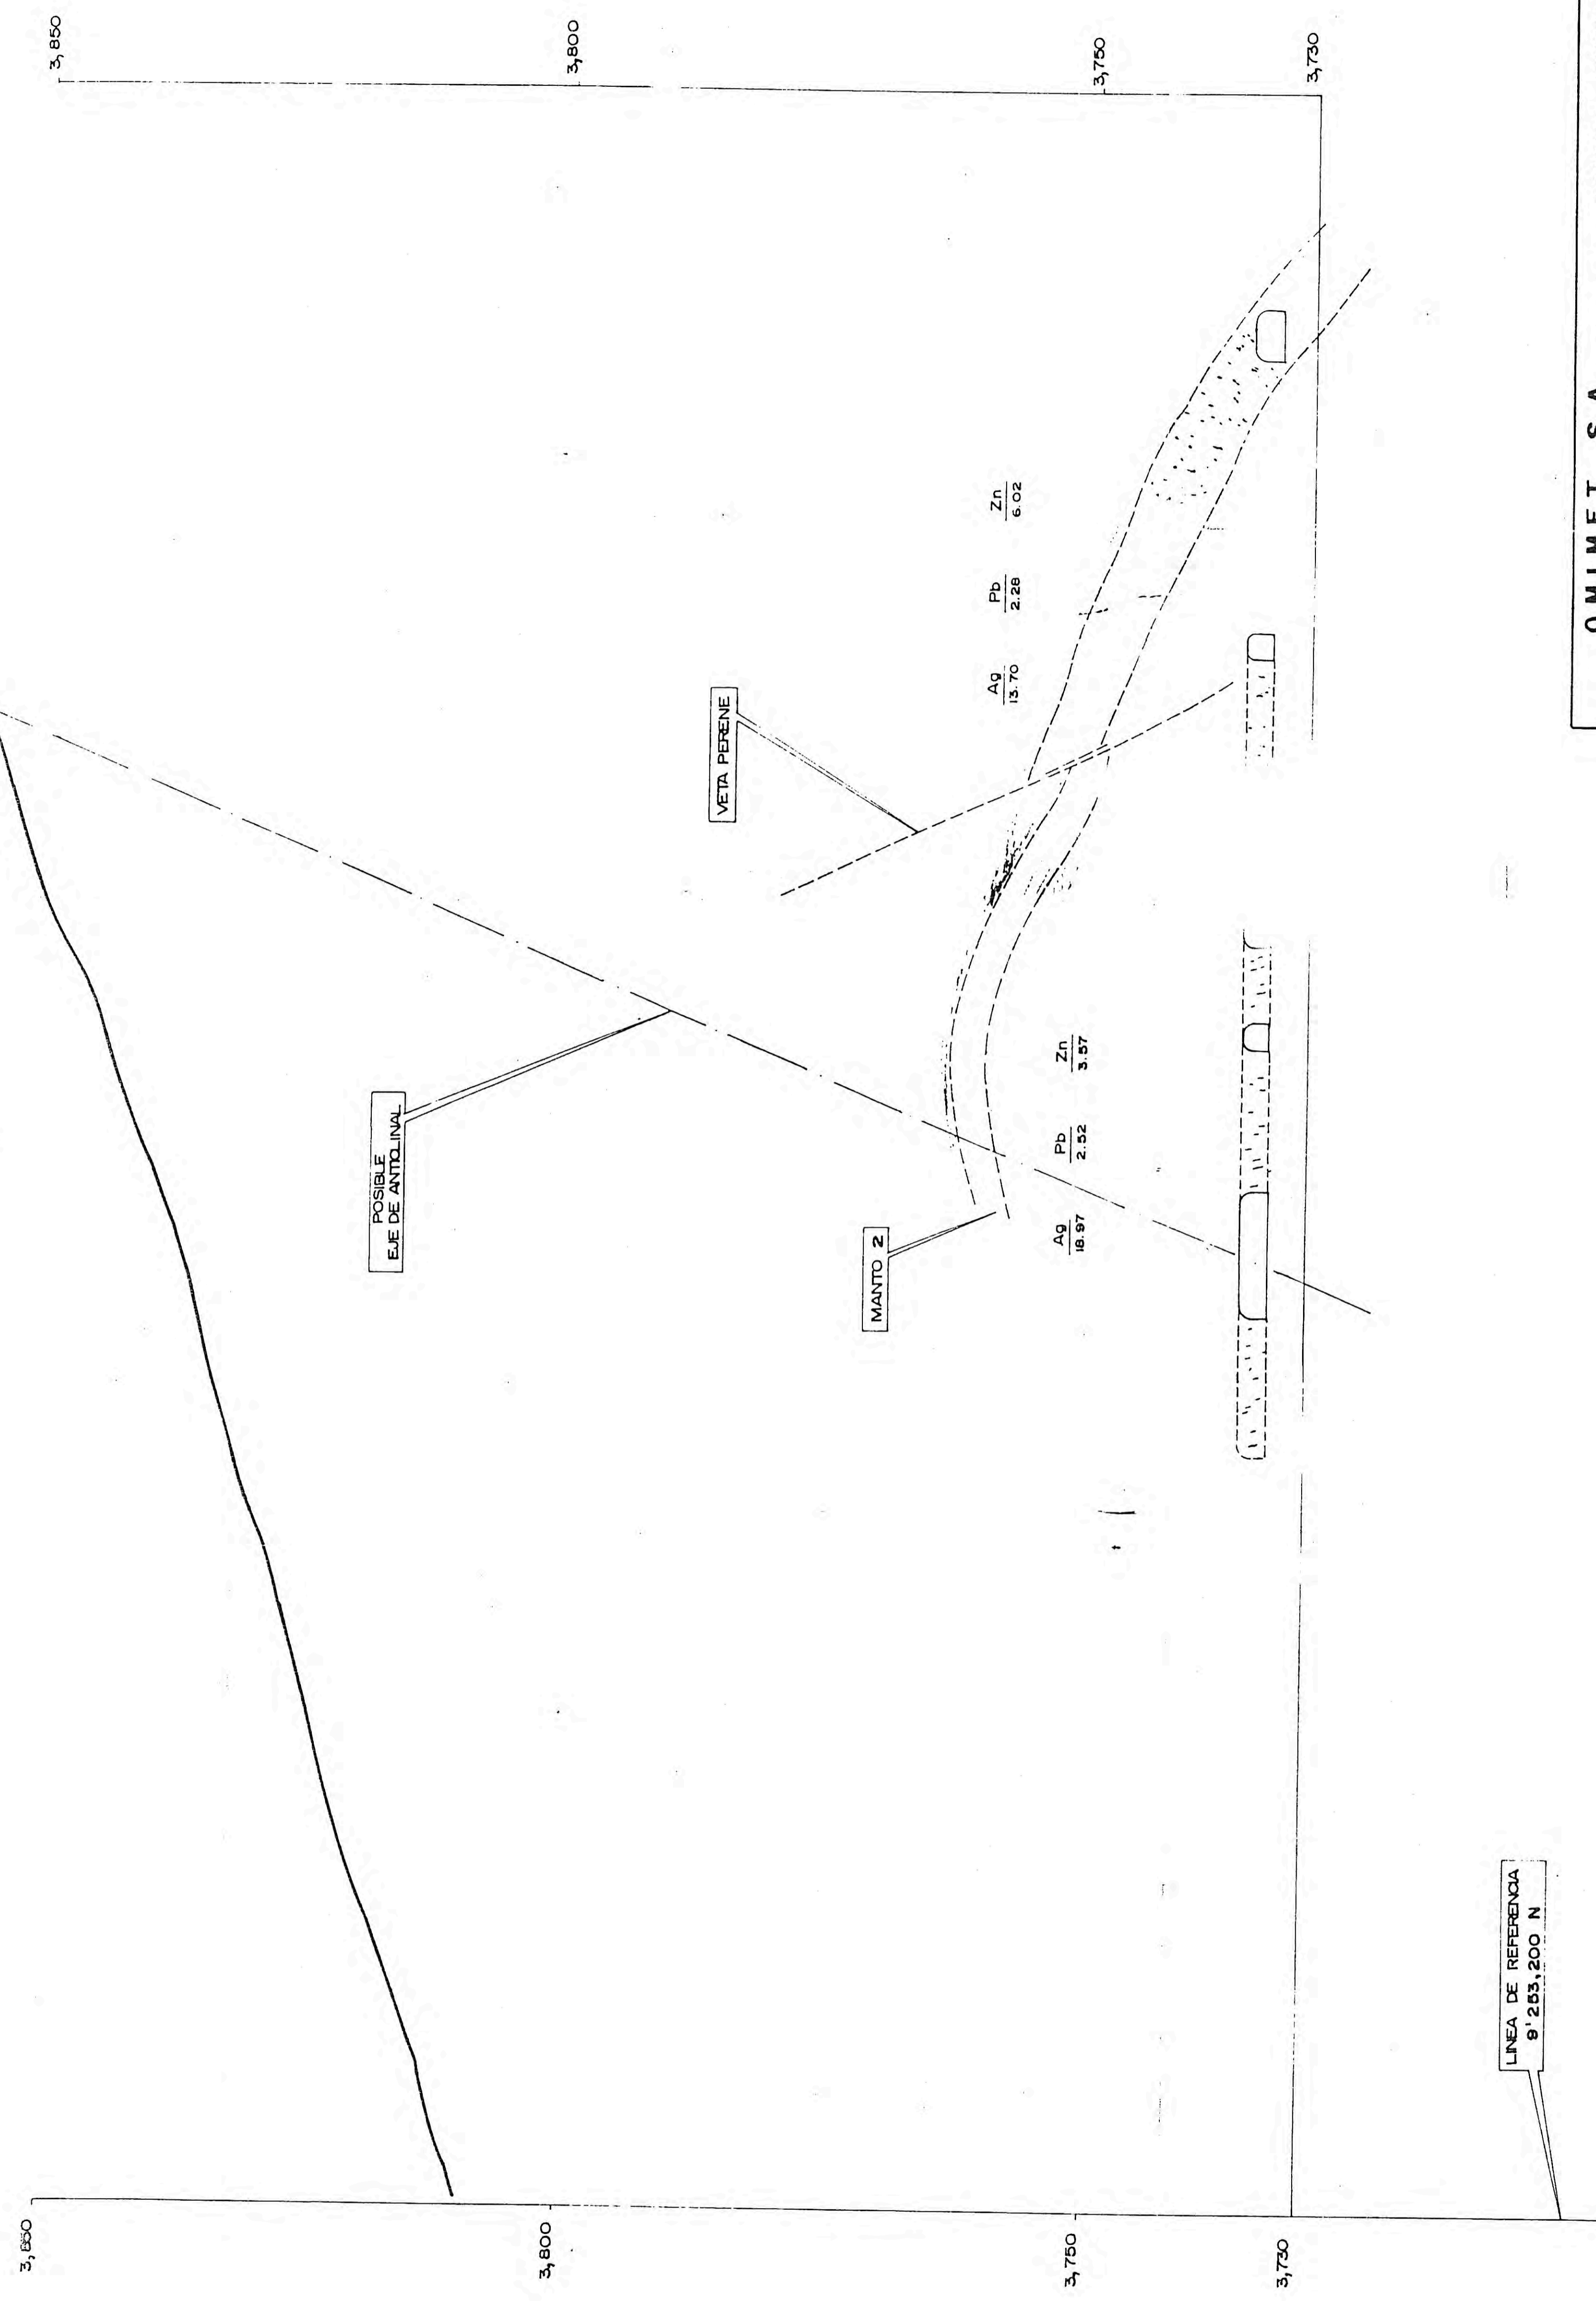 3,850
3,850
POSIBLE
EJE DE ANTICLINAL
3,800
3,800
VETA PERENE
MANTO 2
Ag
13.70
Pb
2.28
Zn
6.02
Ag
18.97
Pb
2.52
Zn
3.57
3,750
3,750
3,730
3,730
LINEA DE REFERENCIA
9'253,200 N